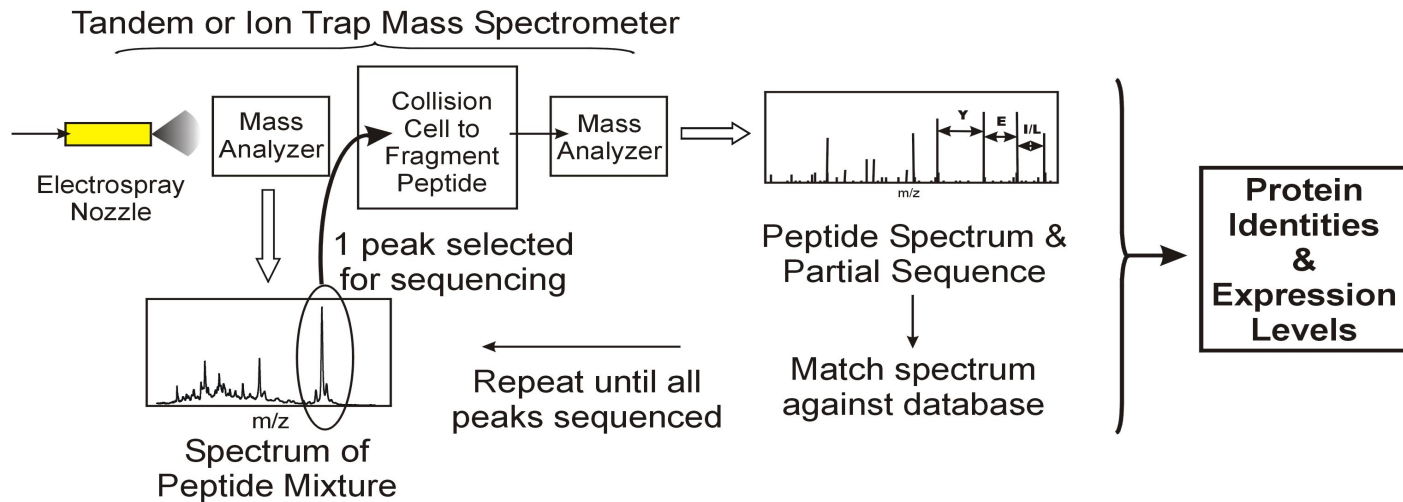 Tandem or Ion Trap Mass Spectrometer
Electrospray
Nozzle
Mass
Analyzer
Collision
Cell to
Fragment
Peptide
Mass
Analyzer
Y
E
I/L
m/z
1 peak selected
for sequencing
m/z
Spectrum of
Peptide Mixture
Peptide Spectrum &
Partial Sequence
Match spectrum
against database
Repeat until all
peaks sequenced
Protein
Identities
&
Expression
Levels